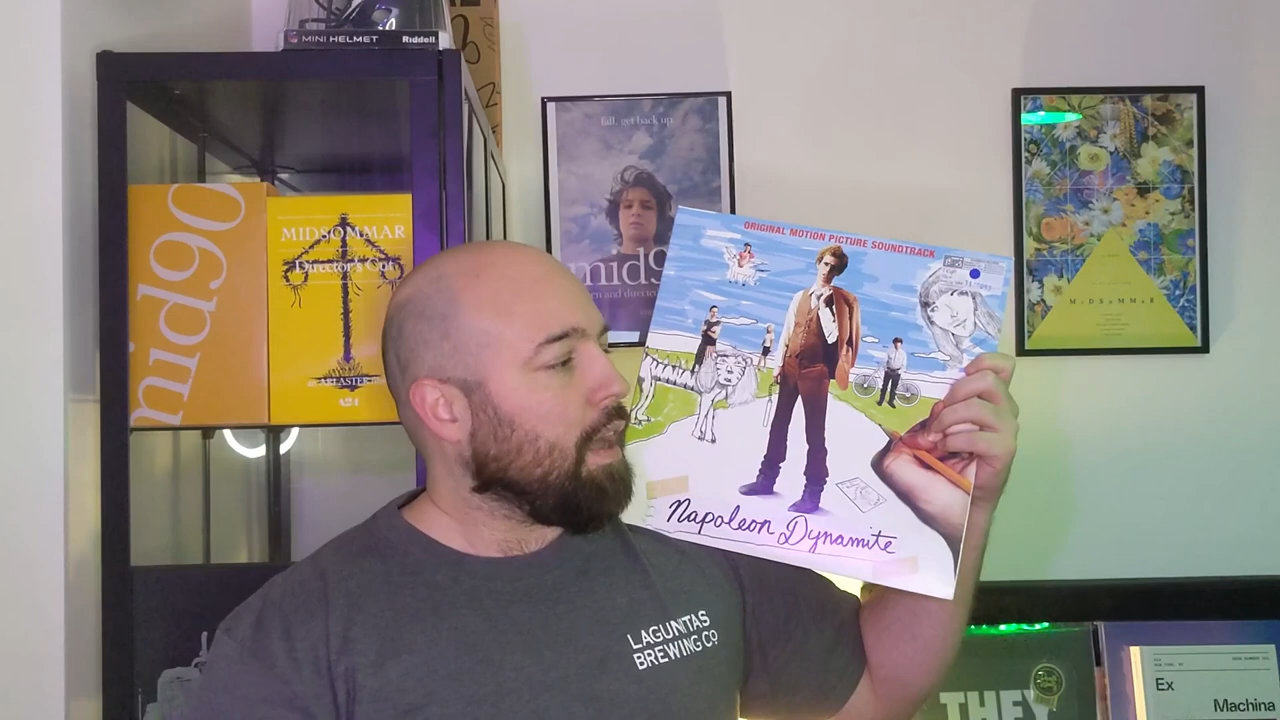 MINI HELMET Riddell
mid90
MIDSOMMAR
Director's Cut
A24
fall. get back up.
mid9
ORIGINAL MOTION PICTURE SOUNDTRACK
Napoleon Dynamite
MiDSoMMaR
LAGUNITAS
BREWING CO
THEY
Ex
Machina